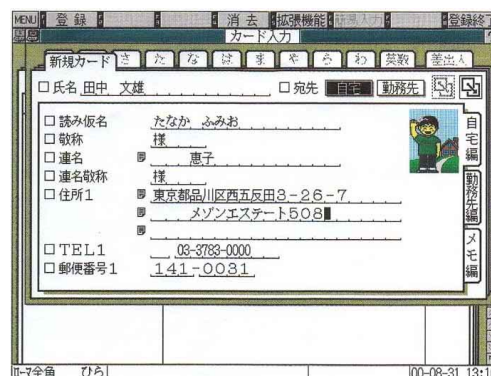 MENU 登録 消去 拡張機能 登録終
カード入力
新規カード さ た な は ま や ら わ 英数 差出人
氏名 田中 文雄 宛先 自宅 勤務先
読み仮名 たなか ふみお
敬称 様
連名 恵子
連名敬称 様
住所1 東京都品川区西五反田3-26-7
メゾンエステート508
TEL1 03-3783-0000
郵便番号1 141-0031
自宅編
勤務先編
メモ編
ローマ全角 ひら 00-08-31 13:1